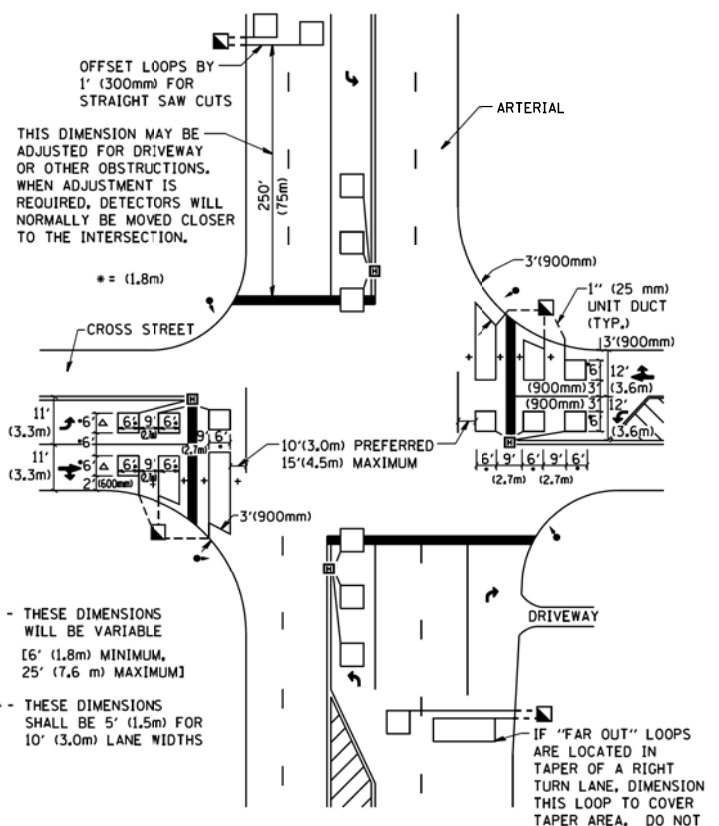 OFFSET LOOPS BY
1' (300mm) FOR
STRAIGHT SAW CUTS
ARTERIAL
THIS DIMENSION MAY BE
ADJUSTED FOR DRIVEWAY
OR OTHER OBSTRUCTIONS.
WHEN ADJUSTMENT IS
REQUIRED, DETECTORS WILL
NORMALLY BE MOVED CLOSER
TO THE INTERSECTION.
250'
(75m)
* = (1.8m)
H
3'(900mm)
1" (25 mm)
UNIT DUCT
(TYP.)
CROSS STREET
3'(900mm)
6' 12'
(900mm) 3' (3.6m)
(900mm) 3' 12'
6' (3.6m)
H
11' *6' 6' 9' 6'
(3.3m) 9' 6'
(2.7m)
11' *6' 6' 9' 6'
(3.3m) 2' (600mm)
H
10'(3.0m) PREFERRED
15'(4.5m) MAXIMUM
6' 9' 6' 9' 6'
(2.7m) (2.7m)
3'(900mm)
H
- THESE DIMENSIONS
WILL BE VARIABLE
[6' (1.8m) MINIMUM,
25' (7.6 m) MAXIMUM]
DRIVEWAY
- THESE DIMENSIONS
SHALL BE 5' (1.5m) FOR
10' (3.0m) LANE WIDTHS
IF "FAR OUT" LOOPS
ARE LOCATED IN
TAPER OF A RIGHT
TURN LANE, DIMENSION
THIS LOOP TO COVER
TAPER AREA. DO NOT